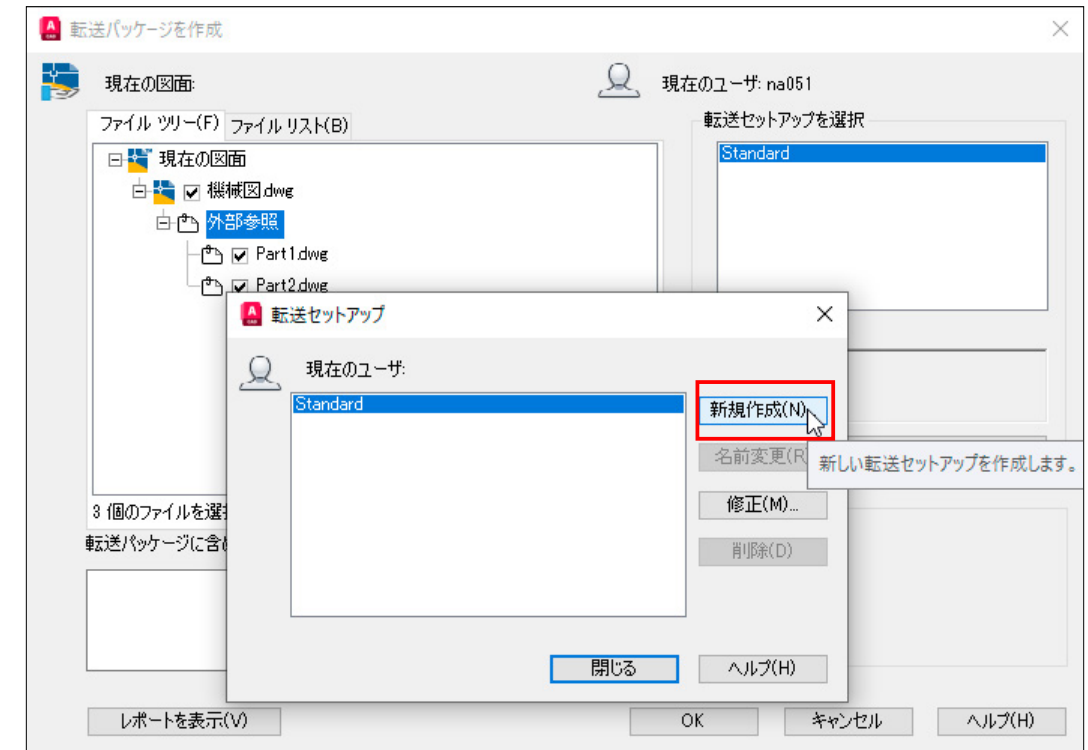 転送パッケージを作成
現在の図面:
現在のユーザ: na051
ファイル ツリー(F)
ファイル リスト(B)
転送セットアップを選択
現在の図面
Standard
機械図.dwg
外部参照
Part1.dwg
Part2.dwg
転送セットアップ
現在のユーザ:
Standard
新規作成(N)...
名前変更(R
新しい転送セットアップを作成します。
修正(M)...
削除(D)
3 個のファイルを選
転送パッケージに含
閉じる
ヘルプ(H)
レポートを表示(V)
OK
キャンセル
ヘルプ(H)